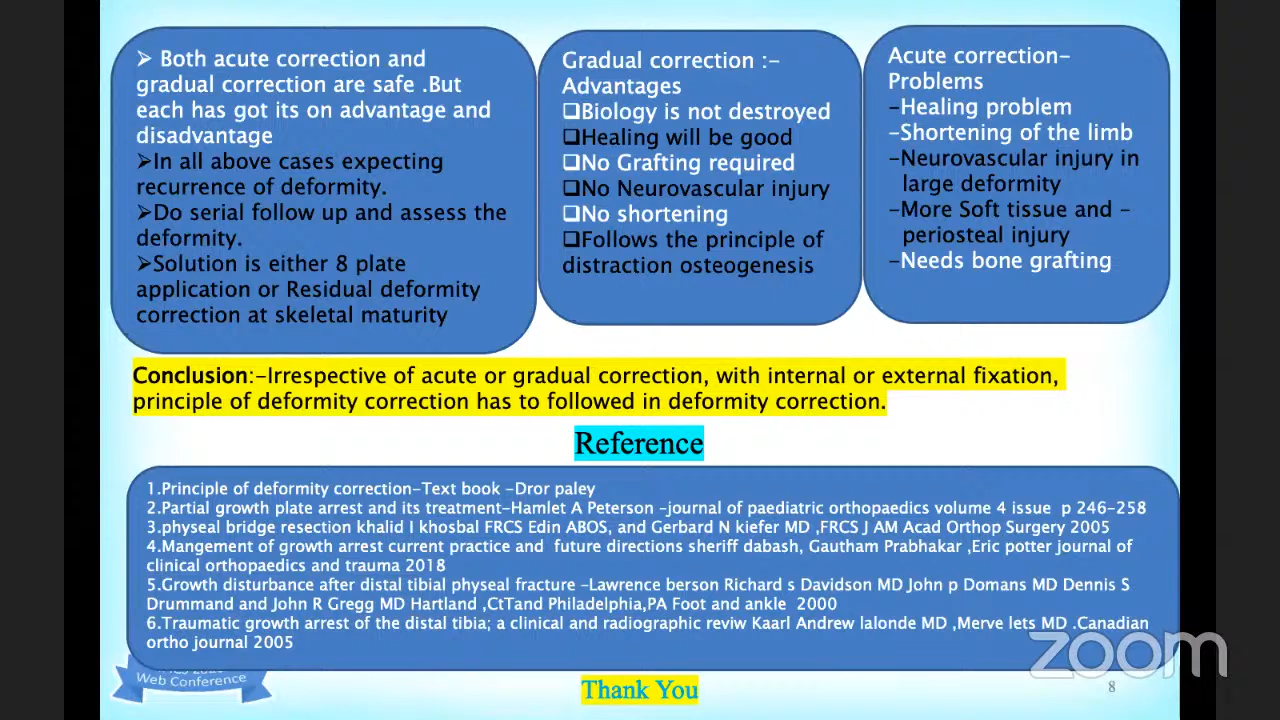 ➢ Both acute correction and
gradual correction are safe .But
each has got its on advantage and
disadvantage
➢In all above cases expecting
recurrence of deformity.
➢Do serial follow up and assess the
deformity.
➢Solution is either 8 plate
application or Residual deformity
correction at skeletal maturity
Gradual correction :-
Advantages
❑Biology is not destroyed
❑Healing will be good
❑No Grafting required
❑No Neurovascular injury
❑No shortening
❑Follows the principle of
distraction osteogenesis
Acute correction-
Problems
-Healing problem
-Shortening of the limb
-Neurovascular injury in
large deformity
-More Soft tissue and -
periosteal injury
-Needs bone grafting
Conclusion:-Irrespective of acute or gradual correction, with internal or external fixation,
principle of deformity correction has to followed in deformity correction.
Reference
1.Principle of deformity correction-Text book -Dror paley
2.Partial growth plate arrest and its treatment-Hamlet A Peterson -journal of paediatric orthopaedics volume 4 issue p 246-258
3.physeal bridge resection khalid I khosbal FRCS Edin ABOS, and Gerbard N kiefer MD ,FRCS J AM Acad Orthop Surgery 2005
4.Mangement of growth arrest current practice and future directions sheriff dabash, Gautham Prabhakar ,Eric potter journal of
clinical orthopaedics and trauma 2018
5.Growth disturbance after distal tibial physeal fracture -Lawrence berson Richard s Davidson MD John p Domans MD Dennis S
Drummand and John R Gregg MD Hartland ,CtTand Philadelphia,PA Foot and ankle 2000
6.Traumatic growth arrest of the distal tibia; a clinical and radiographic reviw Kaarl Andrew lalonde MD ,Merve lets MD .Canadian
ortho journal 2005
Web Conference
Thank You
8
zoom